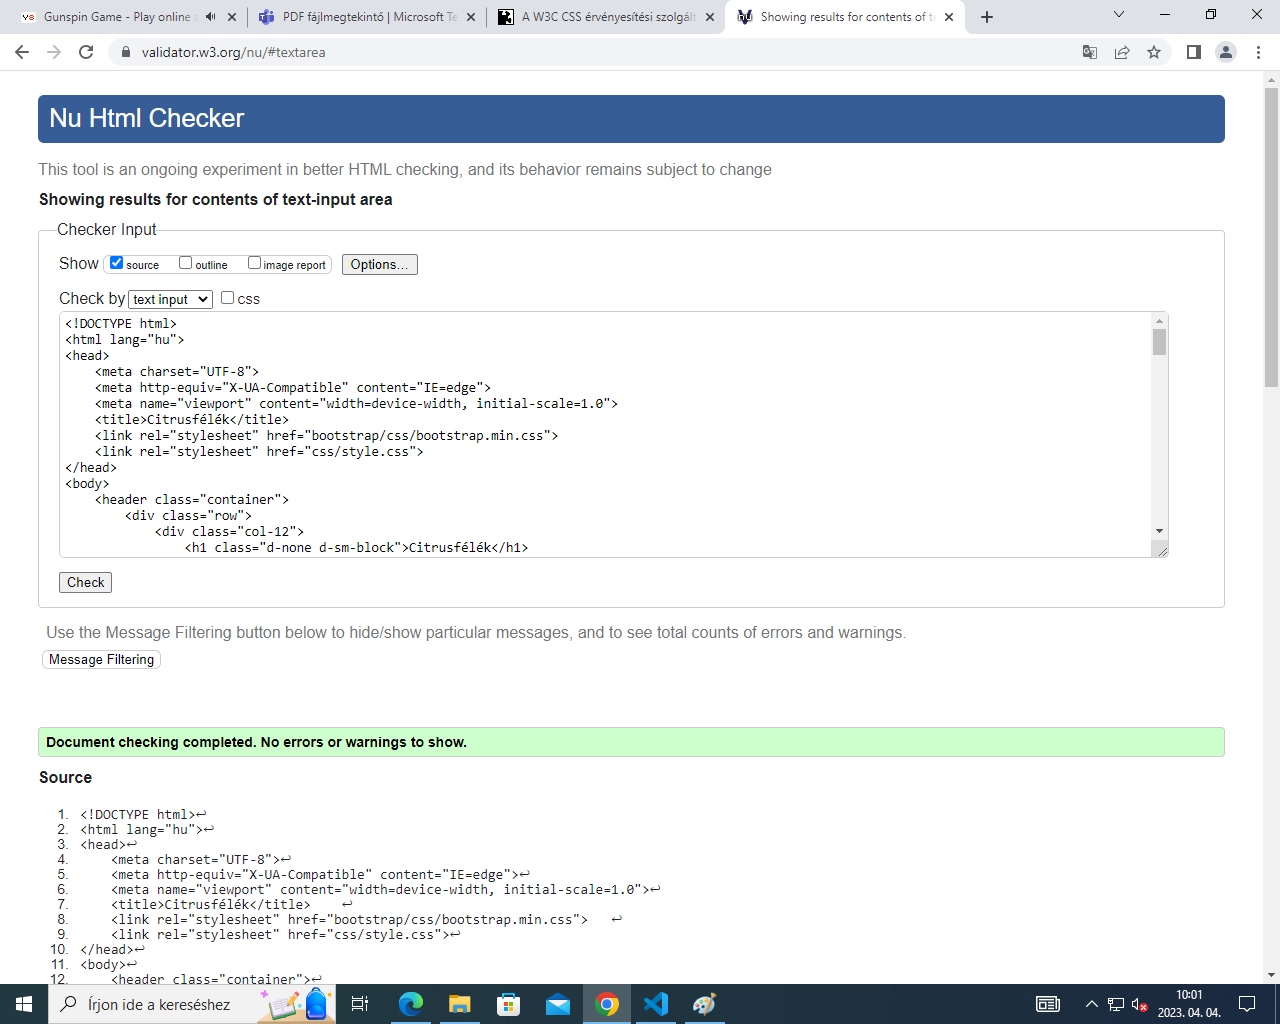 Gunspin Game - Play online a
PDF fájlmegtekintő | Microsoft Te
A W3C CSS érvényesítési szolgált
Showing results for contents of te
validator.w3.org/nu/#textarea
Nu Html Checker
This tool is an ongoing experiment in better HTML checking, and its behavior remains subject to change
Showing results for contents of text-input area
Checker Input
Show source outline image report Options...
Check by text input css
<!DOCTYPE html>
<html lang="hu">
<head>
    <meta charset="UTF-8">
    <meta http-equiv="X-UA-Compatible" content="IE=edge">
    <meta name="viewport" content="width=device-width, initial-scale=1.0">
    <title>Citrusfélék</title>
    <link rel="stylesheet" href="bootstrap/css/bootstrap.min.css">
    <link rel="stylesheet" href="css/style.css">
</head>
<body>
    <header class="container">
        <div class="row">
            <div class="col-12">
                <h1 class="d-none d-sm-block">Citrusfélék</h1>
Check
Use the Message Filtering button below to hide/show particular messages, and to see total counts of errors and warnings.
Message Filtering
Document checking completed. No errors or warnings to show.
Source
1. <!DOCTYPE html>↩
2. <html lang="hu">↩
3. <head>↩
4.     <meta charset="UTF-8">↩
5.     <meta http-equiv="X-UA-Compatible" content="IE=edge">↩
6.     <meta name="viewport" content="width=device-width, initial-scale=1.0">↩
7.     <title>Citrusfélék</title>    ↩
8.     <link rel="stylesheet" href="bootstrap/css/bootstrap.min.css">   ↩
9.     <link rel="stylesheet" href="css/style.css">↩
10. </head>↩
11. <body>↩
12.     <header class="container">↩
Írjon ide a kereséshez
10:01
2023. 04. 04.